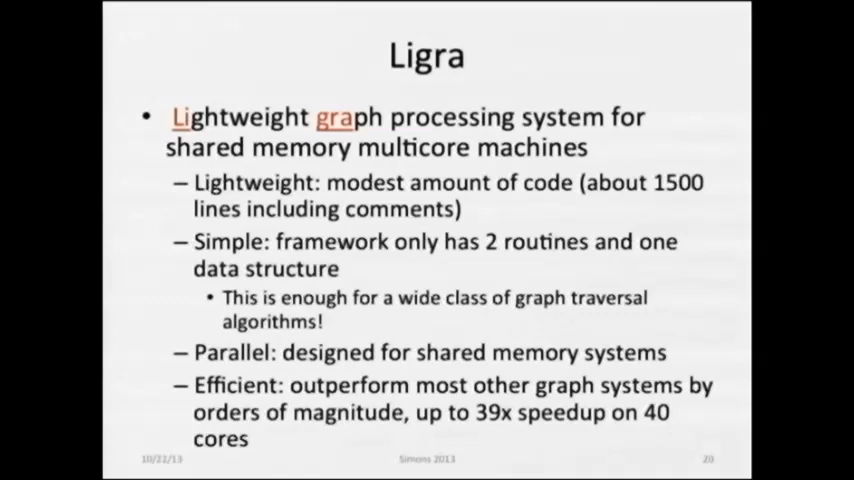 Ligra
• Lightweight graph processing system for
shared memory multicore machines
– Lightweight: modest amount of code (about 1500
lines including comments)
– Simple: framework only has 2 routines and one
data structure
• This is enough for a wide class of graph traversal
algorithms!
– Parallel: designed for shared memory systems
– Efficient: outperform most other graph systems by
orders of magnitude, up to 39x speedup on 40
cores
10/22/13 Simons 2013 20